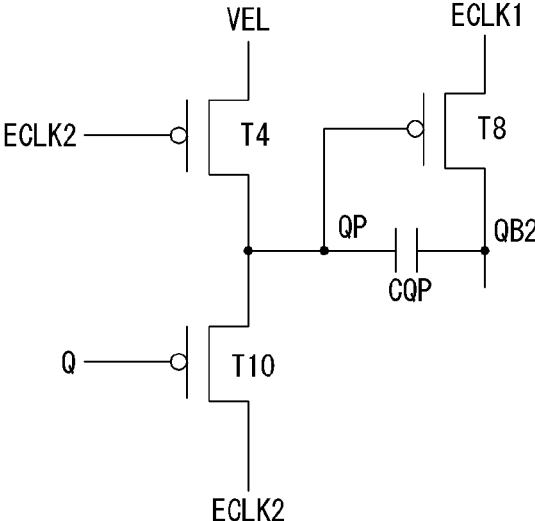 VEL
ECLK1
ECLK2
T4
T8
QP
QB2
CQP
Q
T10
ECLK2